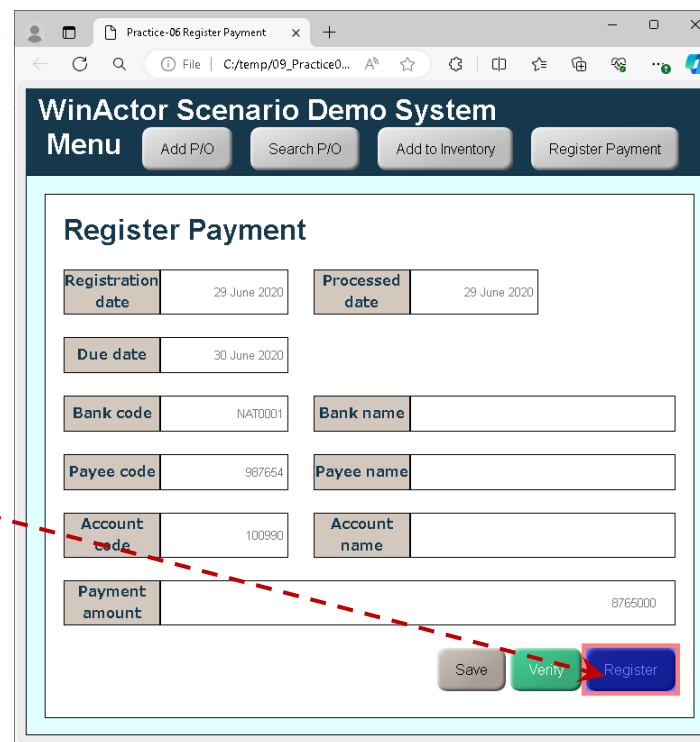 Practice-06 Register Payment
File | C:/temp/09_Practice0...
WinActor Scenario Demo System
Menu Add P/O Search P/O Add to Inventory Register Payment
Register Payment
Registration date 29 June 2020 Processed date 29 June 2020
Due date 30 June 2020
Bank code NAT0001 Bank name
Payee code 987654 Payee name
Account code 100990 Account name
Payment amount 8765000
Save Verify Register